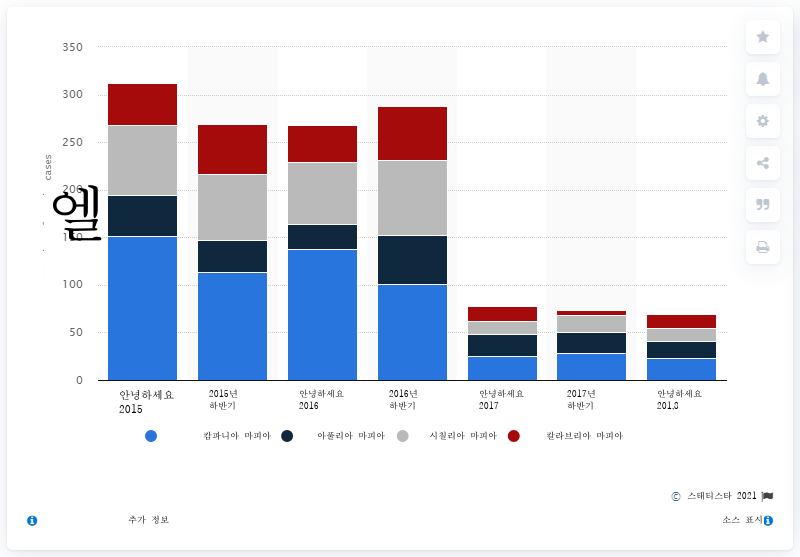 350
300
250
200
150
100
50
0
cases
엘
안녕하세요
2015
2015년
하반기
안녕하세요
2016
2016년
하반기
안녕하세요
2017
2017년
하반기
안녕하세요
201,8
캄파니아 마피아
아풀리아 마피아
시칠리아 마피아
칼라브리아 마피아
© 스태티스타 2021
추가 정보
소스 표시